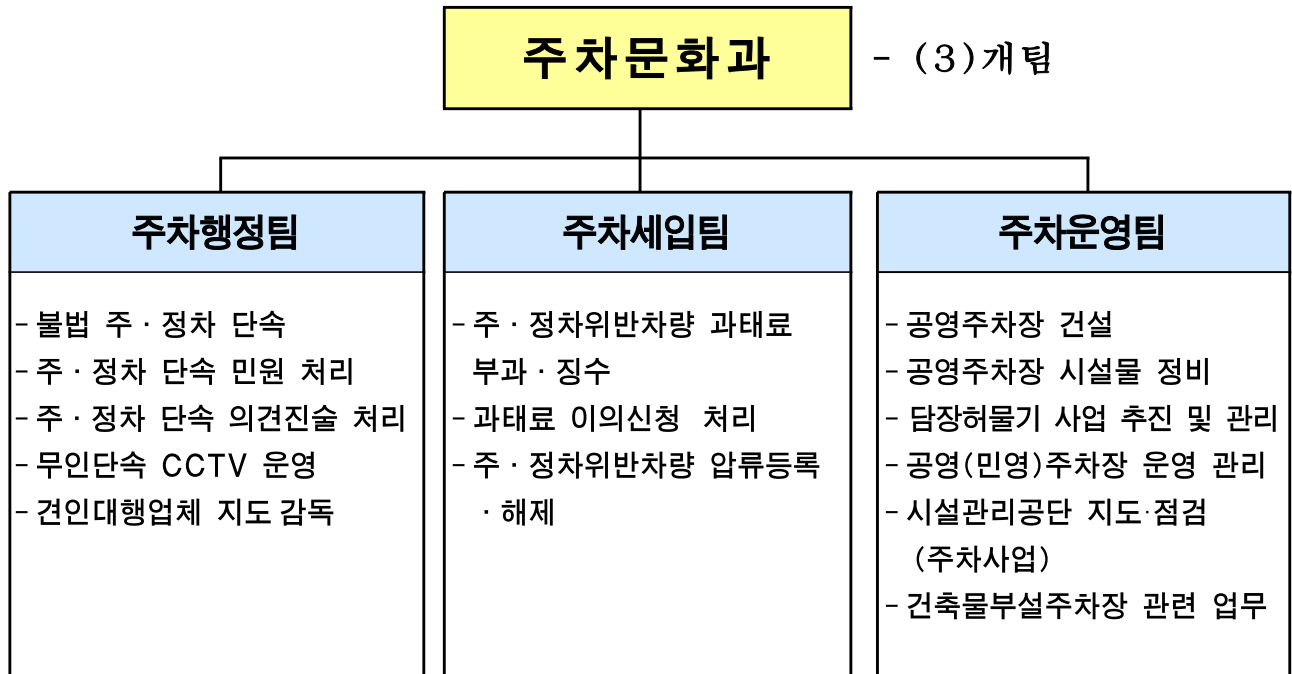 주차문화과
- (3)개팀
주차행정팀
- 불법 주·정차 단속
- 주·정차 단속 민원 처리
- 주·정차 단속 의견진술 처리
- 무인단속 CCTV 운영
- 견인대행업체 지도감독
주차세입팀
- 주·정차위반차량 과태료
부과·징수
- 과태료 이의신청 처리
- 주·정차위반차량 압류등록
·해제
주차운영팀
- 공영주차장 건설
- 공영주차장 시설물 정비
- 담장허물기 사업 추진 및 관리
- 공영(민영)주차장 운영 관리
- 시설관리공단 지도·점검
(주차사업)
- 건축물부설주차장 관련 업무